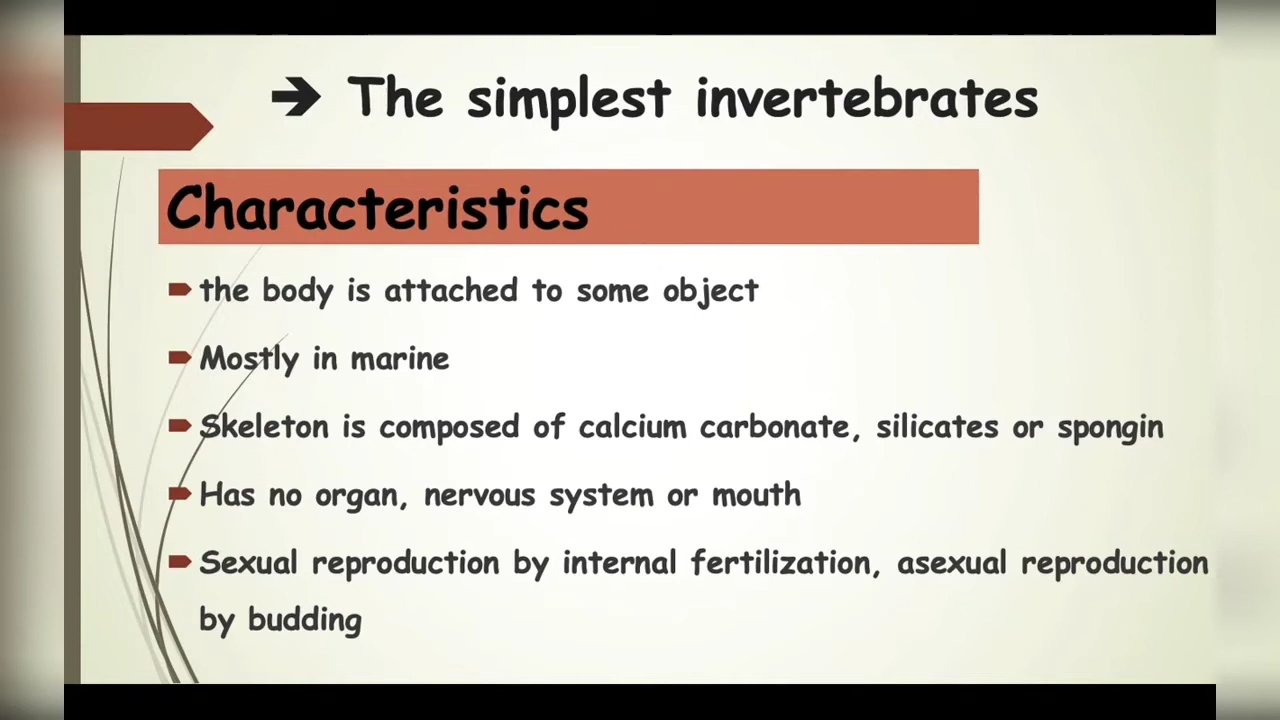 ➔ The simplest invertebrates
Characteristics
the body is attached to some object
Mostly in marine
Skeleton is composed of calcium carbonate, silicates or spongin
Has no organ, nervous system or mouth
Sexual reproduction by internal fertilization, asexual reproduction
by budding